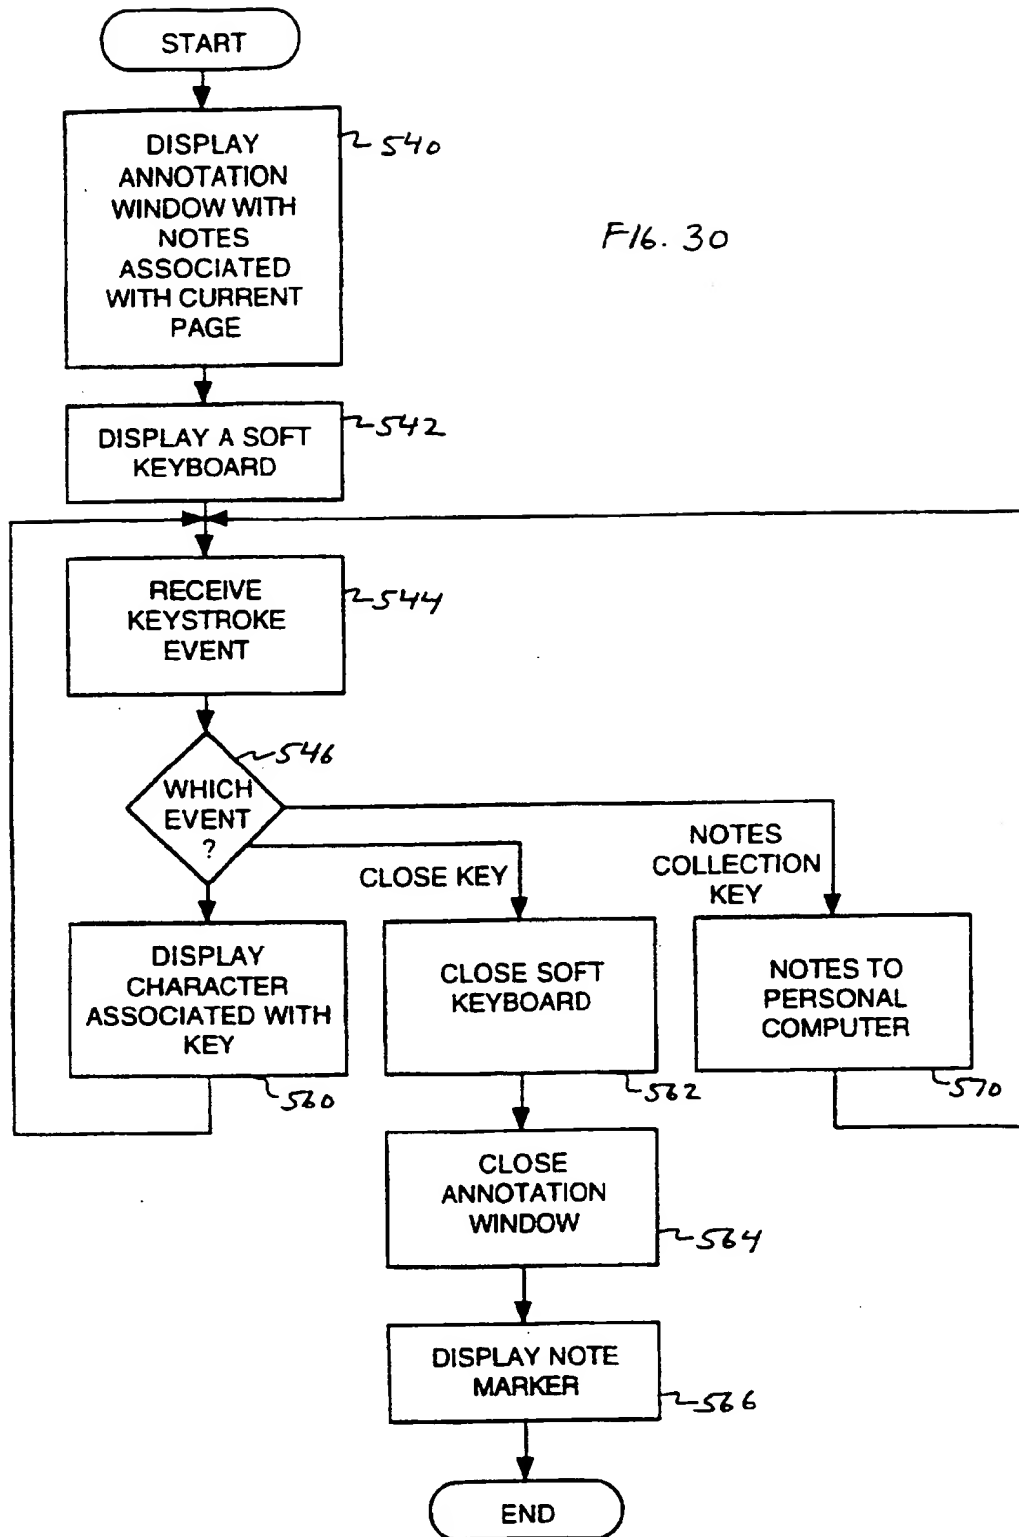 START
DISPLAY
ANNOTATION
WINDOW WITH
NOTES
ASSOCIATED
WITH CURRENT
PAGE
540
FIG. 30
DISPLAY A SOFT
KEYBOARD
542
RECEIVE
KEYSTROKE
EVENT
544
WHICH
EVENT
?
546
CLOSE KEY
NOTES
COLLECTION
KEY
DISPLAY
CHARACTER
ASSOCIATED WITH
KEY
560
CLOSE SOFT
KEYBOARD
562
NOTES TO
PERSONAL
COMPUTER
570
CLOSE
ANNOTATION
WINDOW
564
DISPLAY NOTE
MARKER
566
END